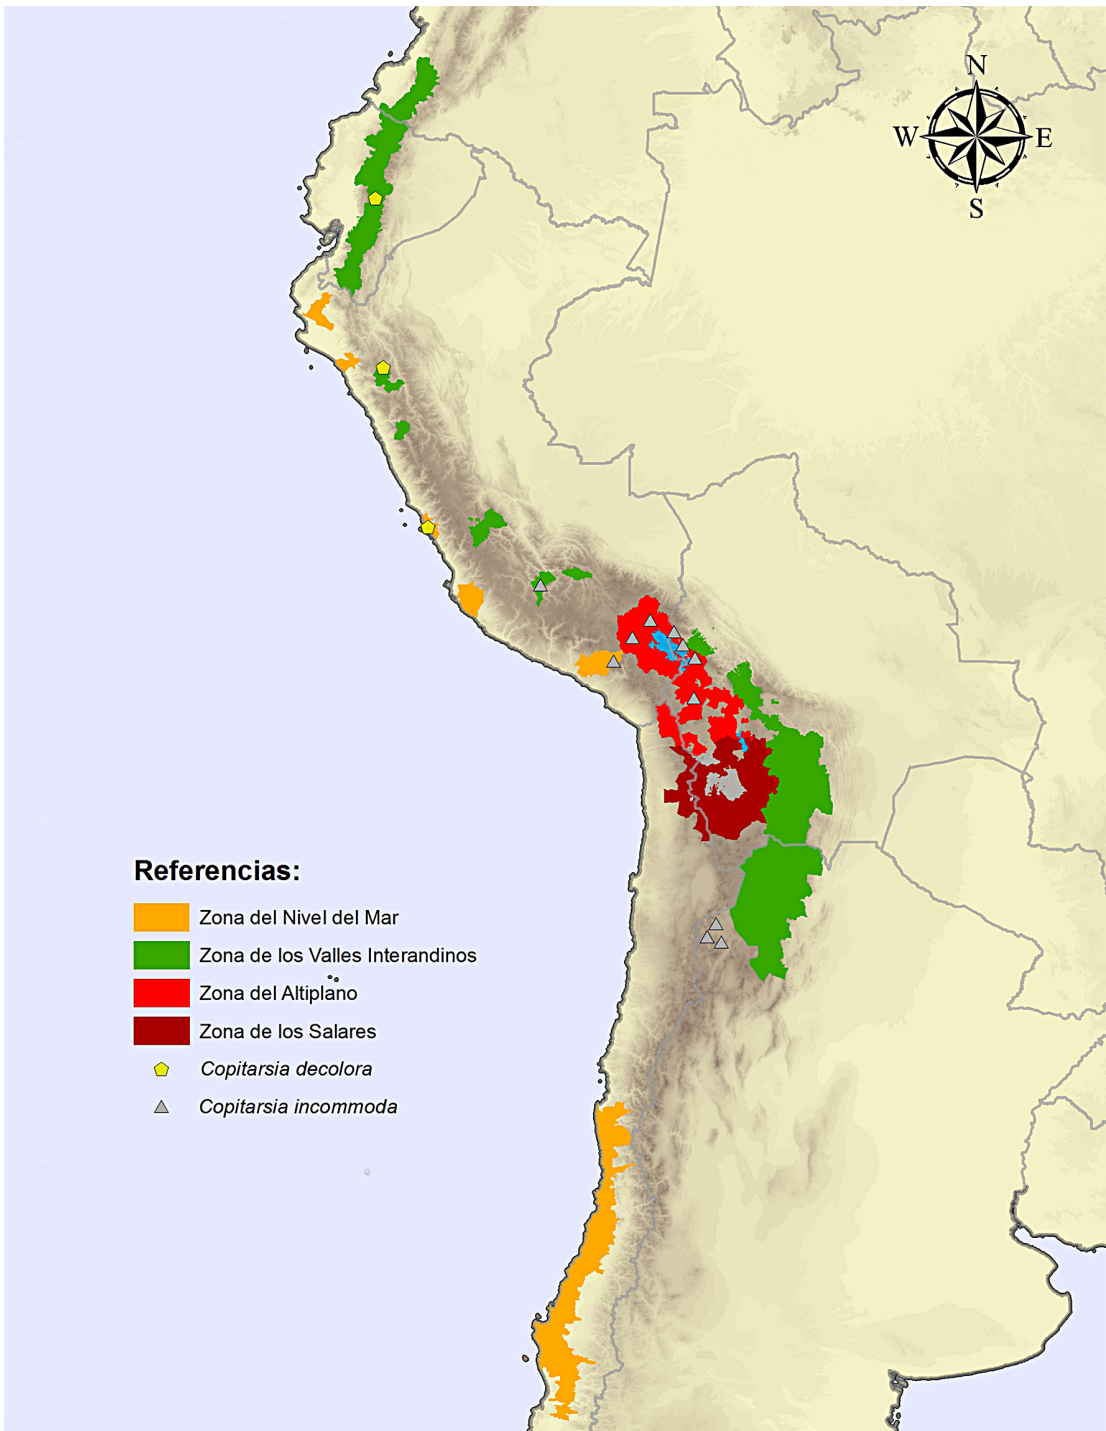 N
W E
S
Referencias:
Zona del Nivel del Mar
Zona de los Valles Interandinos
Zona del Altiplano
Zona de los Salares
Copitarsia decolora
Copitarsia incommoda